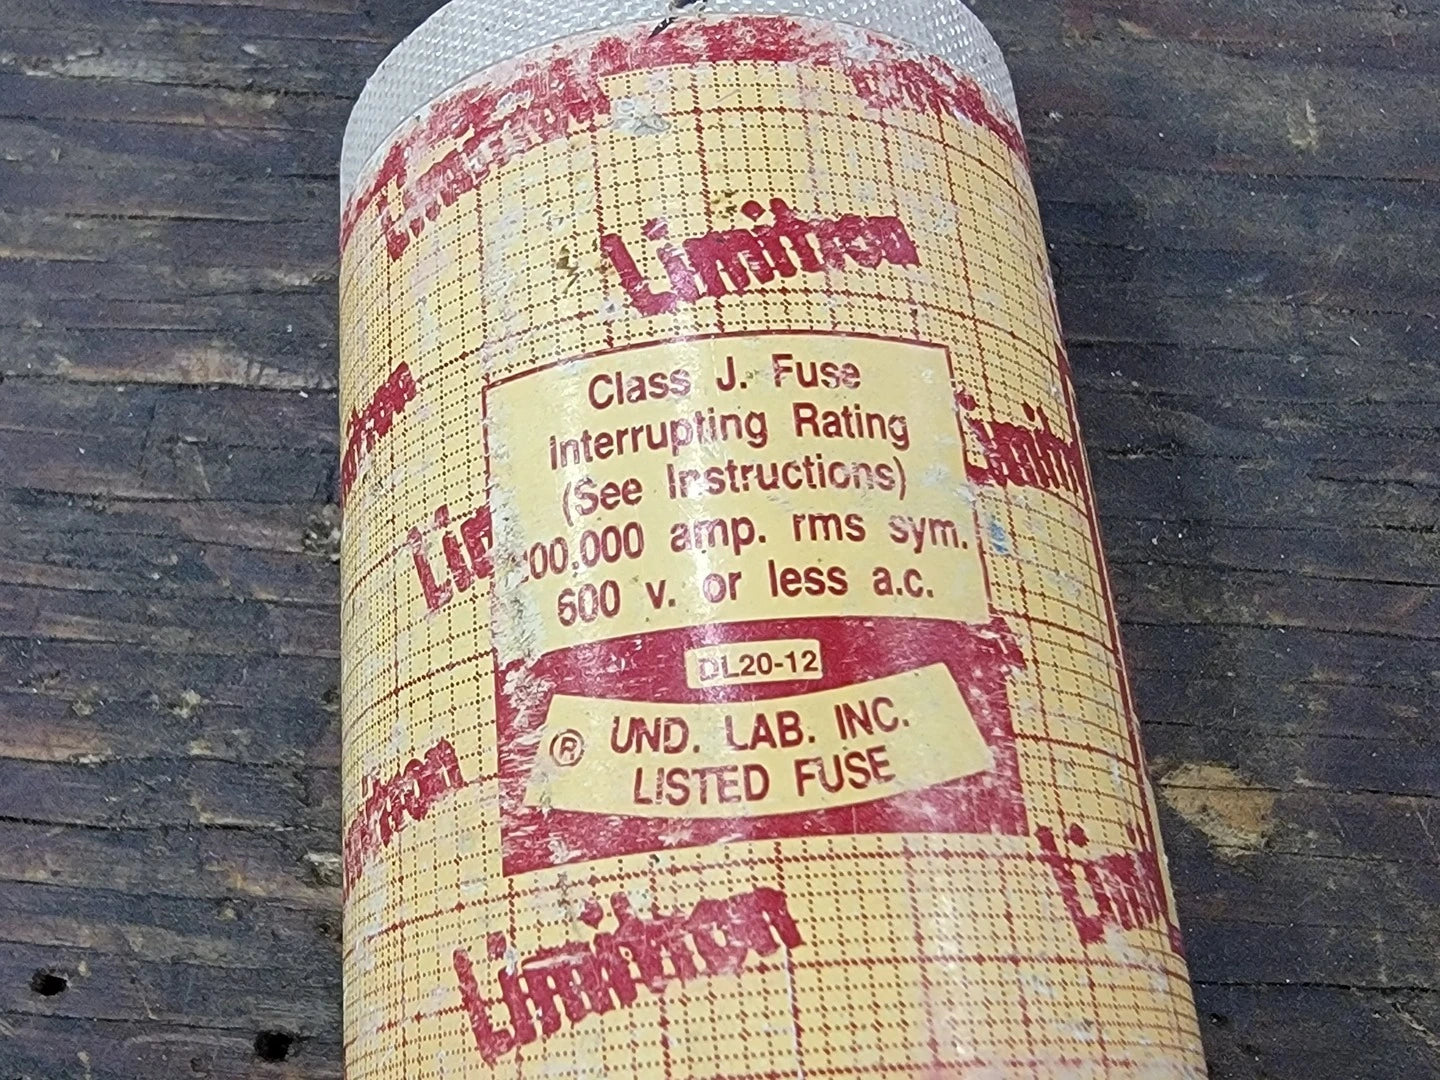 Limitron
Limitron
Class J. Fuse
Interrupting Rating
(See Instructions)
00,000 amp. rms sym.
600 v. or less a.c.
DL20-12
® UND. LAB. INC.
LISTED FUSE
Limitron